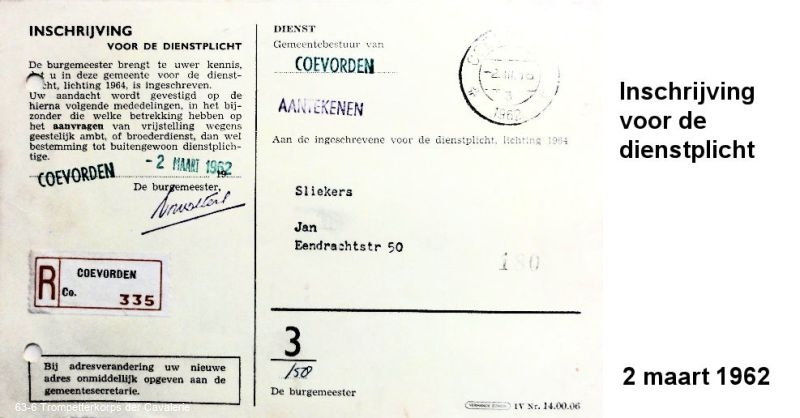 INSCHRIJVING
VOOR DE DIENSTPLICHT
De burgemeester brengt te uwer kennis,
dat u in deze gemeente voor de dienst-
plicht, lichting 1964, is ingeschreven.
Uw aandacht wordt gevestigd op de
hierna volgende mededelingen, in het bij-
zonder die welke betrekking hebben op
het aanvragen van vrijstelling wegens
geestelijk ambt, of broederdienst, dan wel
bestemming tot buitengewoon dienstplich-
tige.
COEVORDEN - 2 MAART 1962
De burgemeester,
R COEVORDEN
Co. 335
Bij adresverandering uw nieuwe
adres onmiddellijk opgeven aan de
gemeentesecretarie.
63-6 Trompetterkorps der Cavalerie
DIENST
Gemeentebestuur van
COEVORDEN
AANTEKENEN
1962
Aan de ingeschrevene voor de dienstplicht, lichting 1964
Sliekers
Jan
Eendrachtstr 50
180
3
/50
De burgemeester
IV Nr. 14.00.06
Inschrijving
voor de
dienstplicht
2 maart 1962